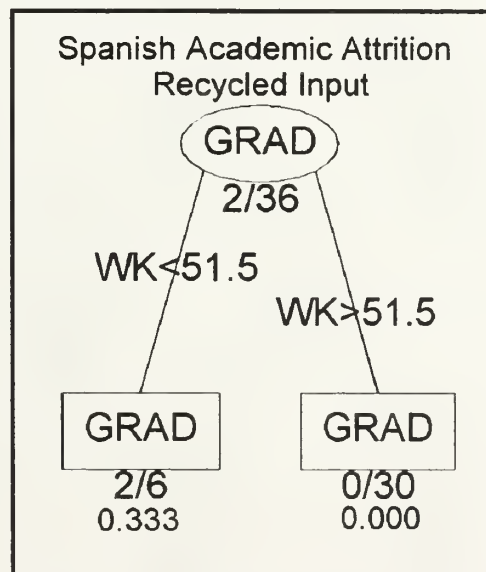 Spanish Academic Attrition
Recycled Input
GRAD
2/36
WK<51.5
WK>51.5
GRAD
GRAD
2/6
0/30
0.333
0.000